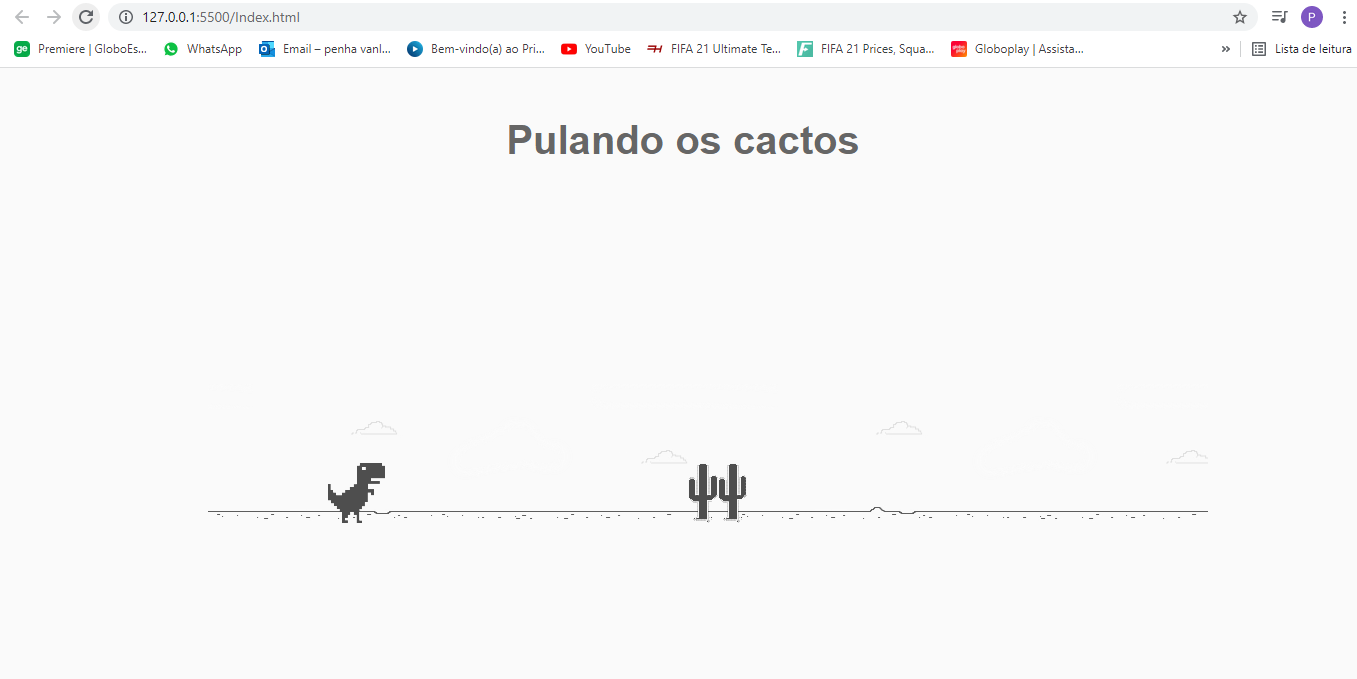 127.0.0.1:5500/Index.html
P
ge Premiere | GloboEs... WhatsApp Email – penha vanl... Bem-vindo(a) ao Pri... YouTube FIFA 21 Ultimate Te... FIFA 21 Prices, Squa... Globoplay | Assista... » Lista de leitura
Pulando os cactos